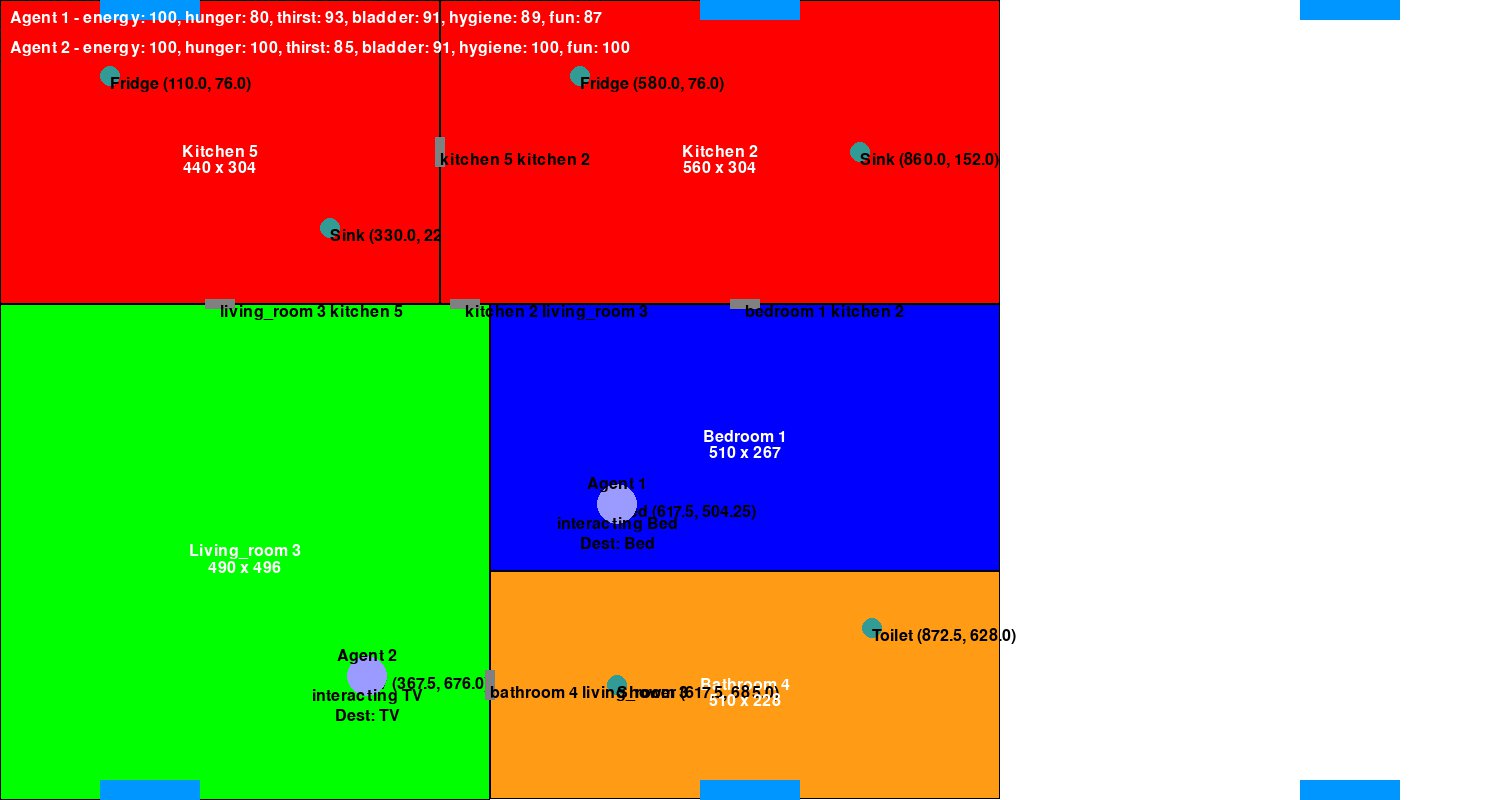 Agent 1 - energy: 100, hunger: 80, thirst: 93, bladder: 91, hygiene: 89, fun: 87
Agent 2 - energy: 100, hunger: 100, thirst: 85, bladder: 91, hygiene: 100, fun: 100
Fridge (110.0, 76.0)
Fridge (580.0, 76.0)
Kitchen 5
440 x 304
kitchen 5 kitchen 2
Kitchen 2
560 x 304
Sink (860.0, 152.0)
Sink (330.0, 22
living_room 3 kitchen 5
kitchen 2 living_room 3
bedroom 1 kitchen 2
Bedroom 1
510 x 267
Agent 1
d (617.5, 504.25)
interacting Bed
Dest: Bed
Living_room 3
490 x 496
Toilet (872.5, 628.0)
Agent 2
(367.5, 676.0
interacting TV
Dest: TV
bathroom 4 living_room 3
Shower (617.5, 685.0)
Bathroom 4
510 x 228